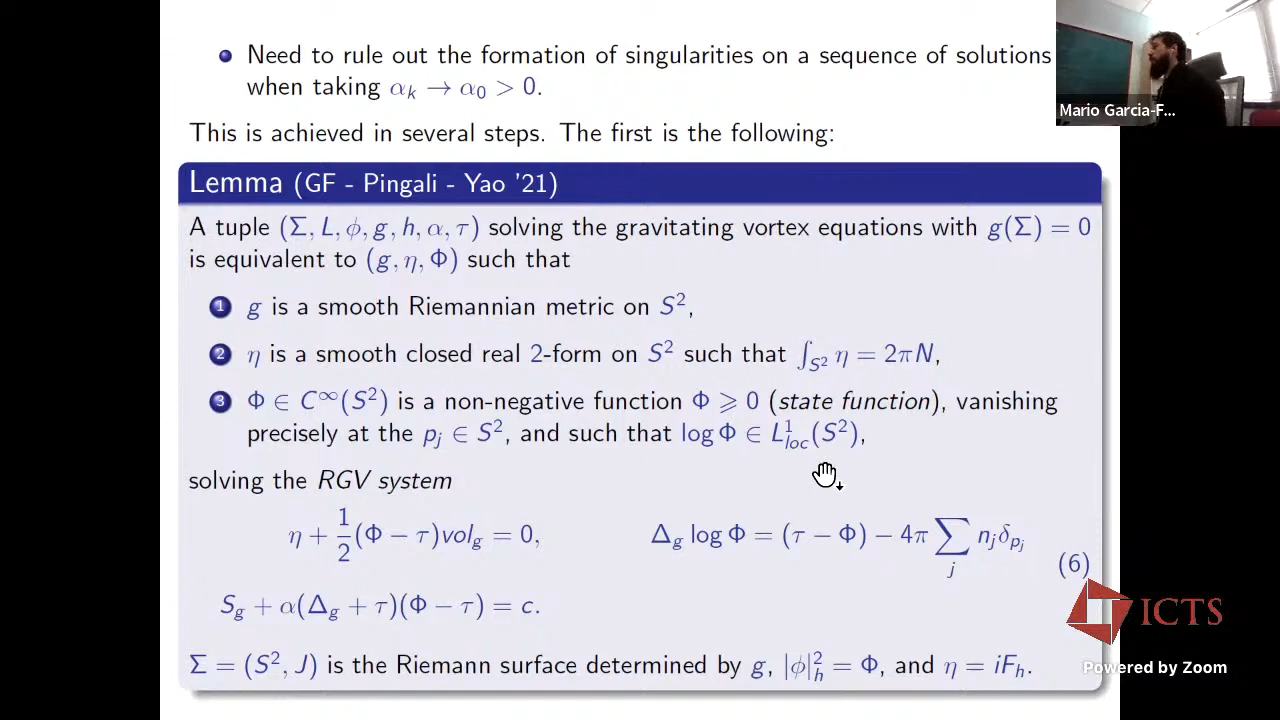 Need to rule out the formation of singularities on a sequence of solutions
when taking αₖ → α₀ > 0.
Mario Garcia-F...
This is achieved in several steps. The first is the following:
Lemma (GF - Pingali - Yao '21)
A tuple (Σ, L, ϕ, g, h, α, τ) solving the gravitating vortex equations with g(Σ) = 0
is equivalent to (g, η, Φ) such that
1 g is a smooth Riemannian metric on S²,
2 η is a smooth closed real 2-form on S² such that ∫_{S²} η = 2πN,
3 Φ ∈ C^∞(S²) is a non-negative function Φ ⩾ 0 (state function), vanishing
precisely at the p_j ∈ S², and such that log Φ ∈ L¹_{loc}(S²),
solving the RGV system
η + 1/2 (Φ − τ)vol_g = 0, Δ_g log Φ = (τ − Φ) − 4π ∑_j n_j δ_{p_j}
(6)
S_g + α(Δ_g + τ)(Φ − τ) = c.
ICTS
Σ = (S², J) is the Riemann surface determined by g, |ϕ|²_h = Φ, and η = iF_h.
Powered by Zoom